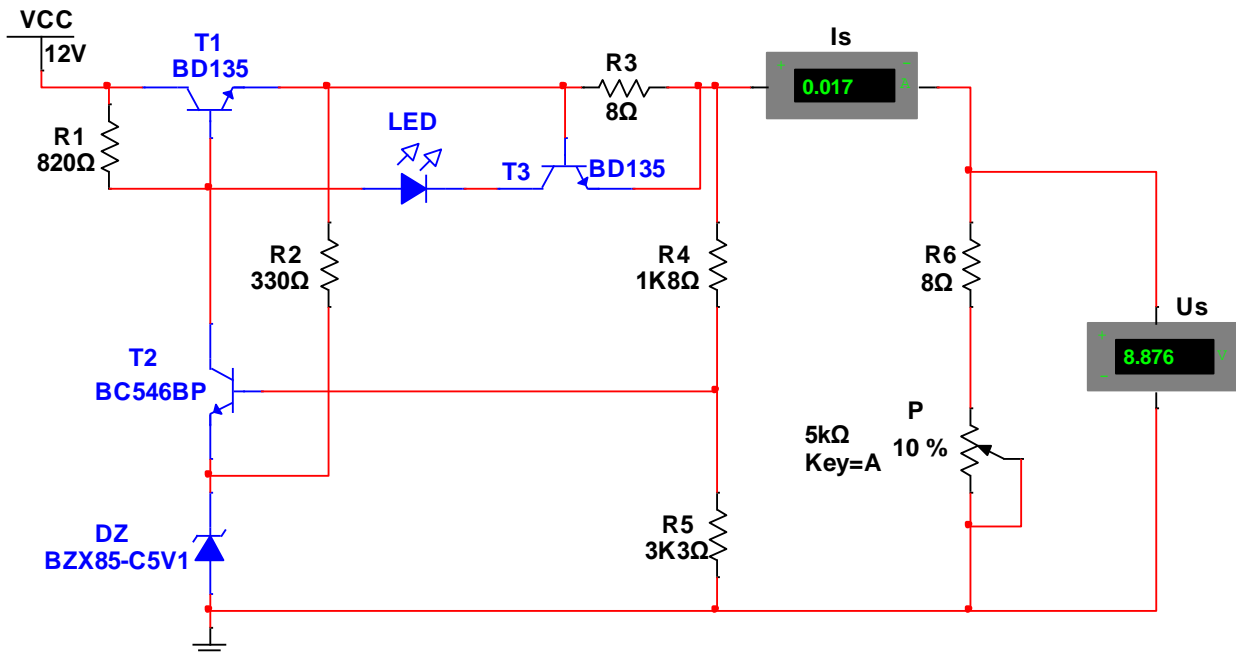 VCC
12V
T1
BD135
R3
8Ω
Is
+
-
0.017
A
R1
820Ω
LED
T3
BD135
R2
330Ω
R4
1K8Ω
R6
8Ω
Us
+
8.876
V
-
T2
BC546BP
P
5kΩ
10 %
Key=A
DZ
BZX85-C5V1
R5
3K3Ω